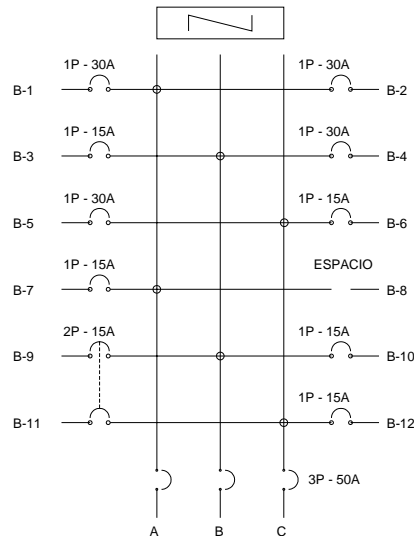 1P - 30A 1P - 30A
B-1 B-2
1P - 15A 1P - 30A
B-3 B-4
1P - 30A 1P - 15A
B-5 B-6
1P - 15A ESPACIO
B-7 B-8
2P - 15A 1P - 15A
B-9 B-10
1P - 15A
B-11 B-12
3P - 50A
A B C